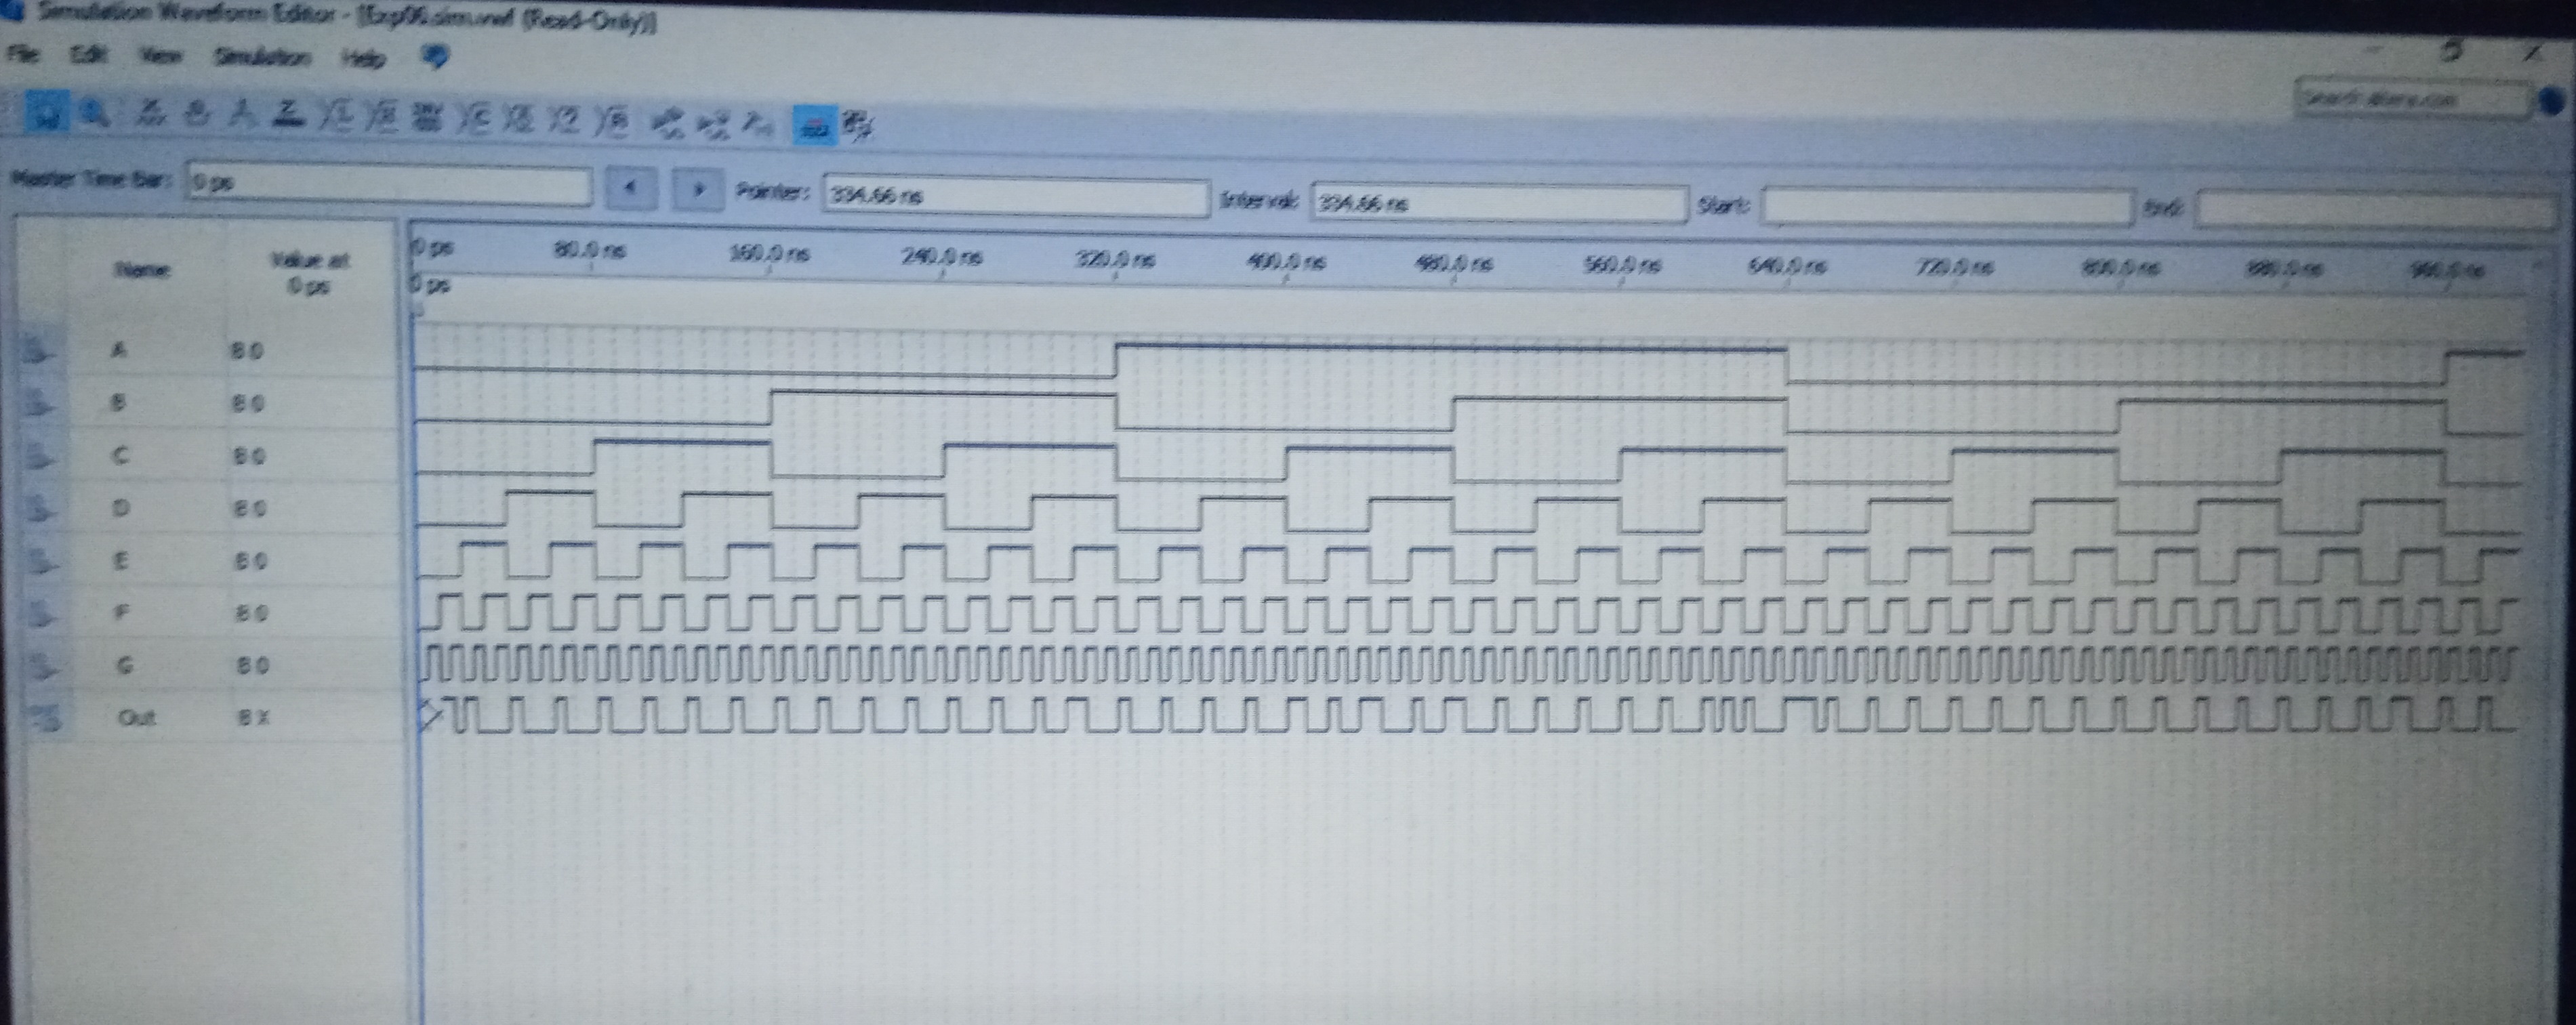 Simulation Waveform Editor - [Exp06.sim.vwf (Read-Only)]
File Edit View Simulation Help
Search altera.com
Master Time Bar: 0 ps Pointer: 334.66 ns Interval: 334.66 ns Start: End:
Name Value at 0 ps
0 ps 80.0 ns 160.0 ns 240.0 ns 320.0 ns 400.0 ns 480.0 ns 560.0 ns 640.0 ns 720.0 ns 800.0 ns 880.0 ns 960.0 ns
0 ps
A B 0
B B 0
C B 0
D B 0
E B 0
F B 0
G B 0
Out B X